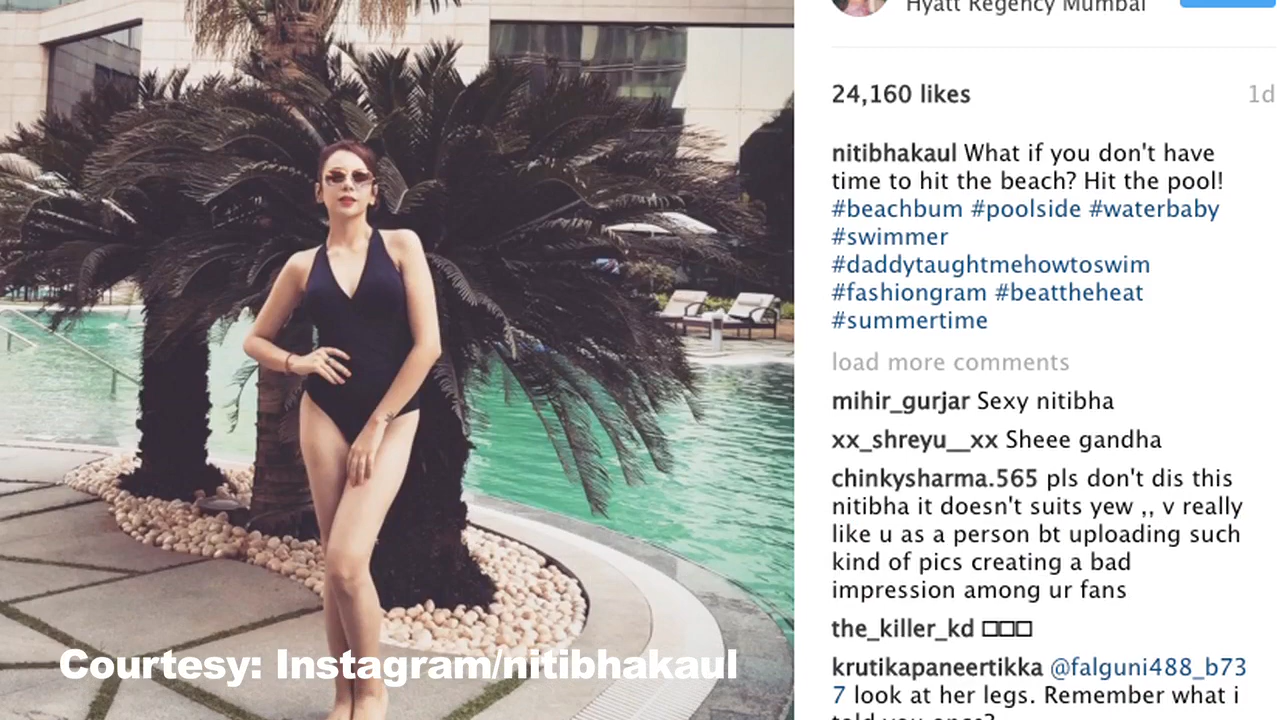 Hyatt Regency Mumbai
24,160 likes
1d
nitibhakaul What if you don't have
time to hit the beach? Hit the pool!
#beachbum #poolside #waterbaby
#swimmer
#daddytaughtmehowtoswim
#fashiongram #beattheheat
#summertime
load more comments
mihir_gurjar Sexy nitibha
xx_shreyu__xx Sheee gandha
chinkysharma.565 pls don't dis this
nitibha it doesn't suits yew ,, v really
like u as a person bt uploading such
kind of pics creating a bad
impression among ur fans
the_killer_kd □□□
krutikapaneertikka @falguni488_b73
7 look at her legs. Remember what i
told you once?
Courtesy: Instagram/nitibhakaul